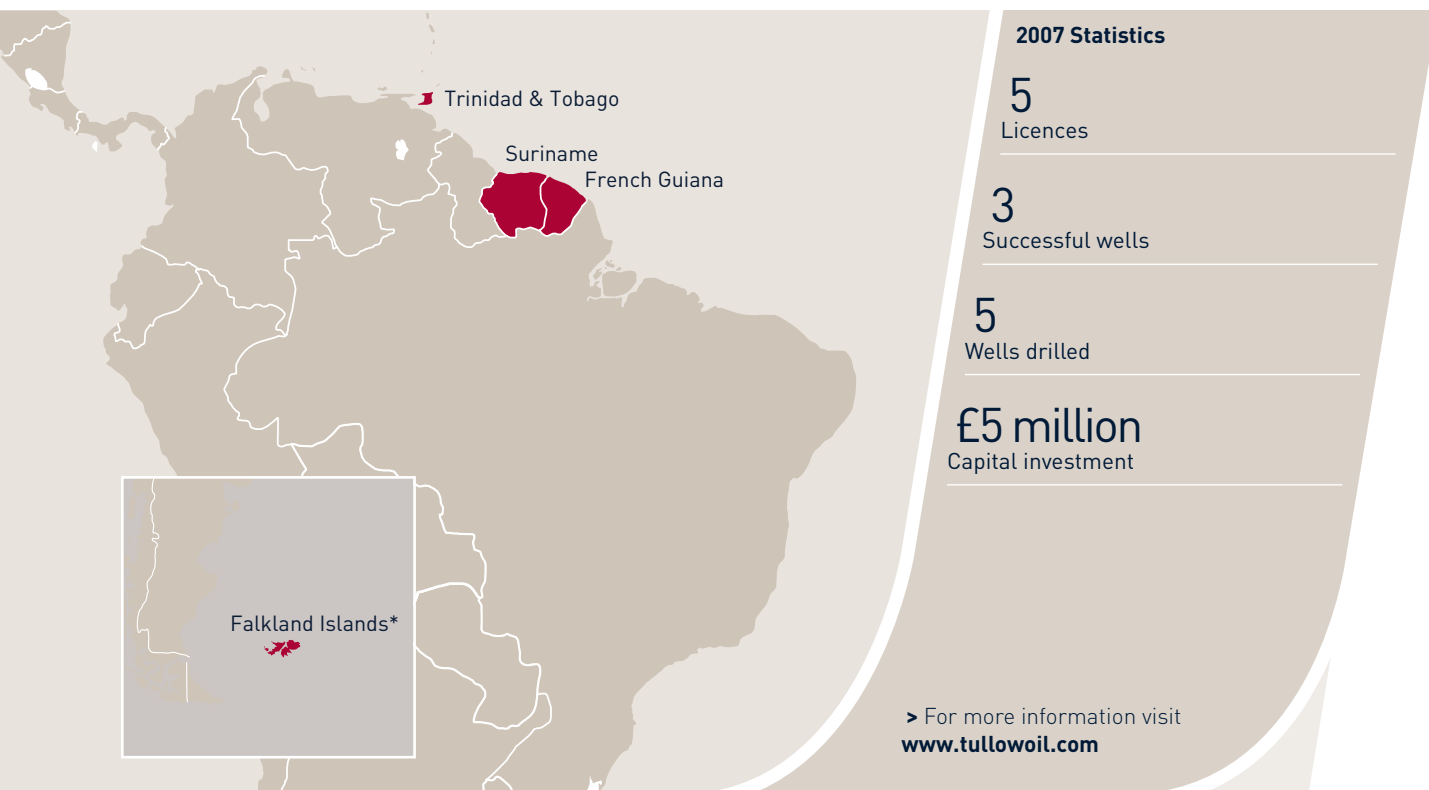 Trinidad & Tobago
Suriname
French Guiana
Falkland Islands*
2007 Statistics
5
Licences
3
Successful wells
5
Wells drilled
£5 million
Capital investment
> For more information visit
www.tullowoil.com